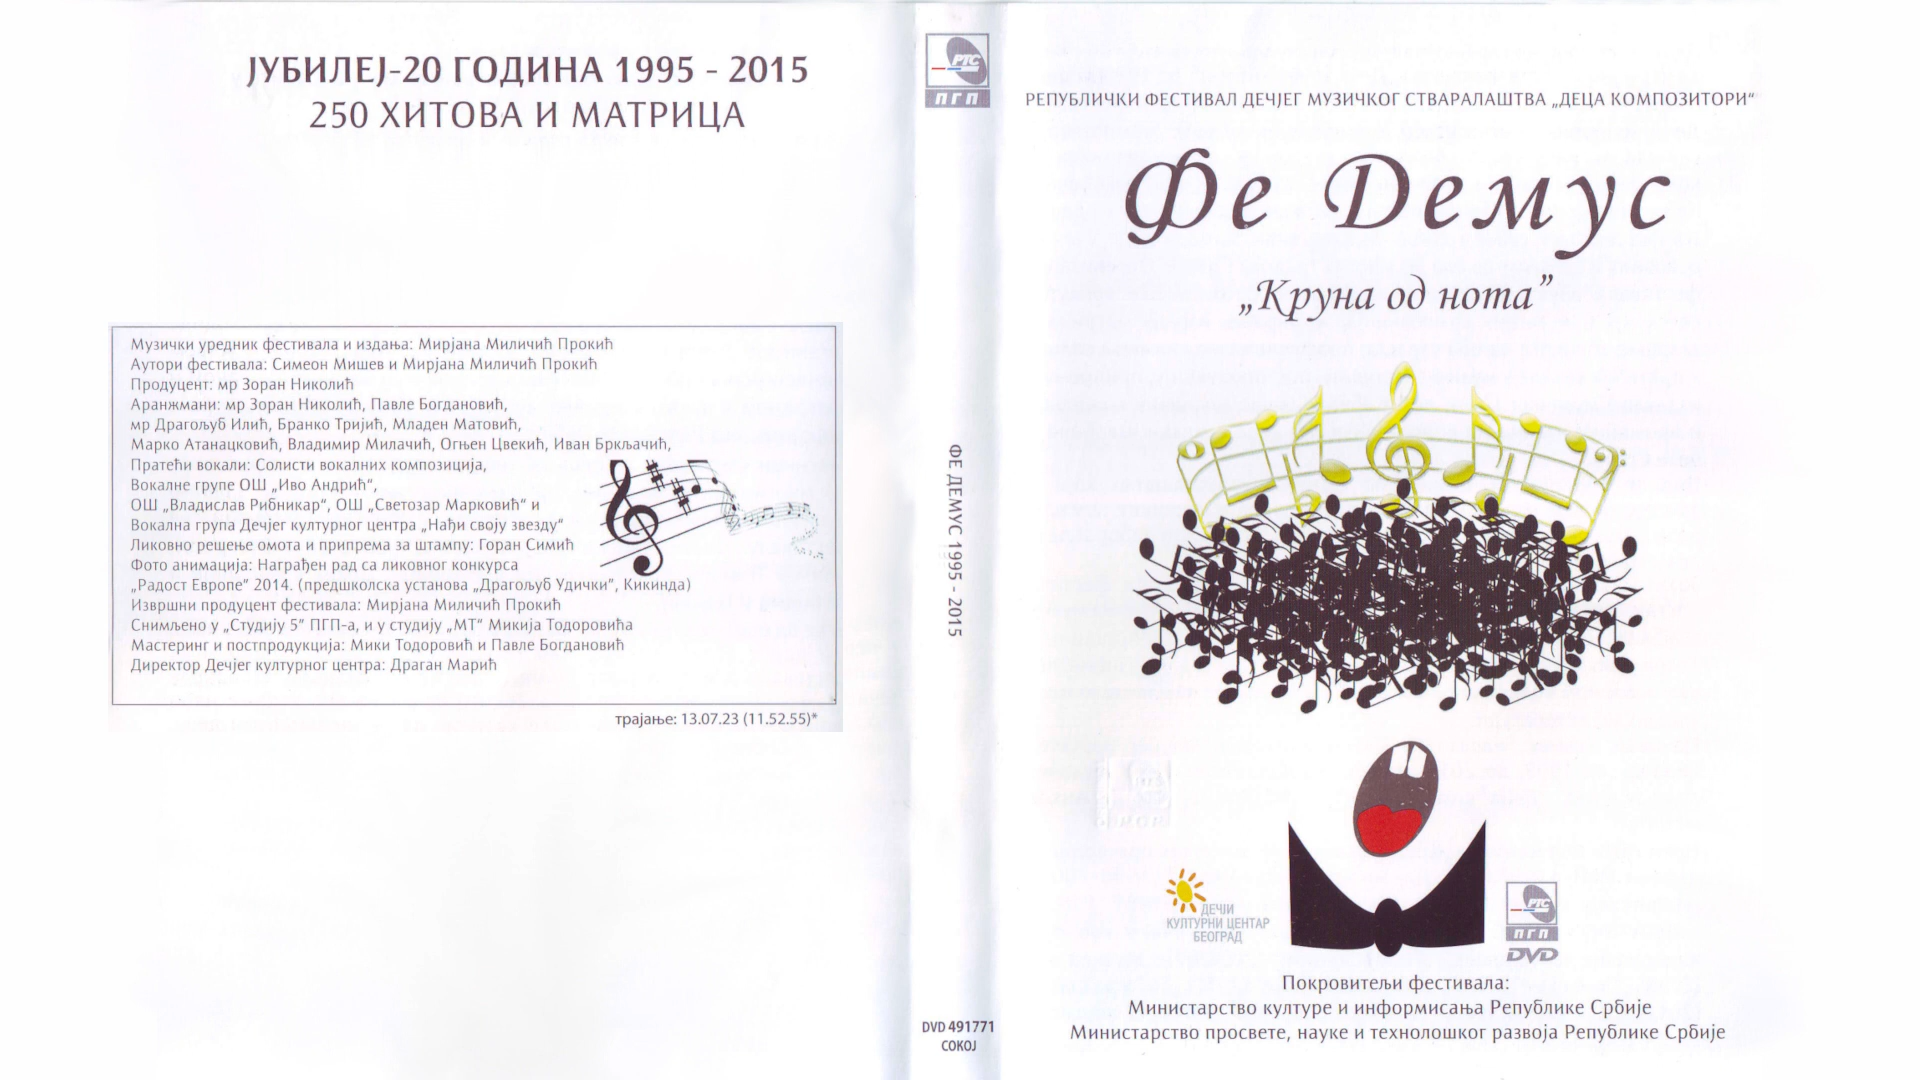 ЈУБИЛЕЈ-20 ГОДИНА 1995 - 2015
250 ХИТОВА И МАТРИЦА
Музички уредник фестивала и издања: Мирјана Миличић Прокић
Аутори фестивала: Симеон Мишев и Мирјана Миличић Прокић
Продуцент: мр Зоран Николић
Аранжмани: мр Зоран Николић, Павле Богдановић,
мр Драгољуб Илић, Бранко Тријић, Младен Матовић,
Марко Атанацковић, Владимир Милачић, Огњен Цвекић, Иван Бркљачић,
Пратећи вокали: Солисти вокалних композиција,
Вокалне групе ОШ „Иво Андрић“,
ОШ „Владислав Рибникар“, ОШ „Светозар Марковић“ и
Вокална група Дечјег културног центра „Нађи своју звезду“
Ликовно решење омота и припрема за штампу: Горан Симић
Фото анимација: Награђен рад са ликовног конкурса
„Радост Европе” 2014. (предшколска установа „Драгољуб Удички”, Кикинда)
Извршни продуцент фестивала: Мирјана Миличић Прокић
Снимљено у „Студију 5” ПГП-а, и у студију „МТ“ Микија Тодоровића
Мастеринг и постпродукција: Мики Тодоровић и Павле Богдановић
Директор Дечјег културног центра: Драган Марић
трајање: 13.07.23 (11.52.55)*
РТС
ПГП
ФЕ ДЕМУС 1995 - 2015
DVD 491771
СОКОЈ
РЕПУБЛИЧКИ ФЕСТИВАЛ ДЕЧЈЕГ МУЗИЧКОГ СТВАРАЛАШТВА „ДЕЦА КОМПОЗИТОРИ“
Фе Демус
„Круна од нота”
ДЕЧЈИ
КУЛТУРНИ ЦЕНТАР
БЕОГРАД
РТС
ПГП
DVD
Покровитељи фестивала:
Министарство културе и информисања Републике Србије
Министарство просвете, науке и технолошког развоја Републике Србије